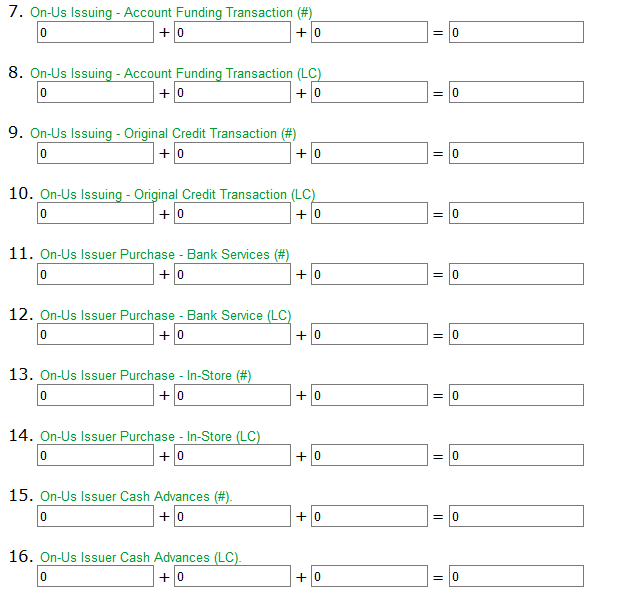 7. On-Us Issuing - Account Funding Transaction (#)
0 + 0 + 0 = 0
8. On-Us Issuing - Account Funding Transaction (LC)
0 + 0 + 0 = 0
9. On-Us Issuing - Original Credit Transaction (#)
0 + 0 + 0 = 0
10. On-Us Issuing - Original Credit Transaction (LC)
0 + 0 + 0 = 0
11. On-Us Issuer Purchase - Bank Services (#)
0 + 0 + 0 = 0
12. On-Us Issuer Purchase - Bank Service (LC)
0 + 0 + 0 = 0
13. On-Us Issuer Purchase - In-Store (#)
0 + 0 + 0 = 0
14. On-Us Issuer Purchase - In-Store (LC)
0 + 0 + 0 = 0
15. On-Us Issuer Cash Advances (#).
0 + 0 + 0 = 0
16. On-Us Issuer Cash Advances (LC).
0 + 0 + 0 = 0